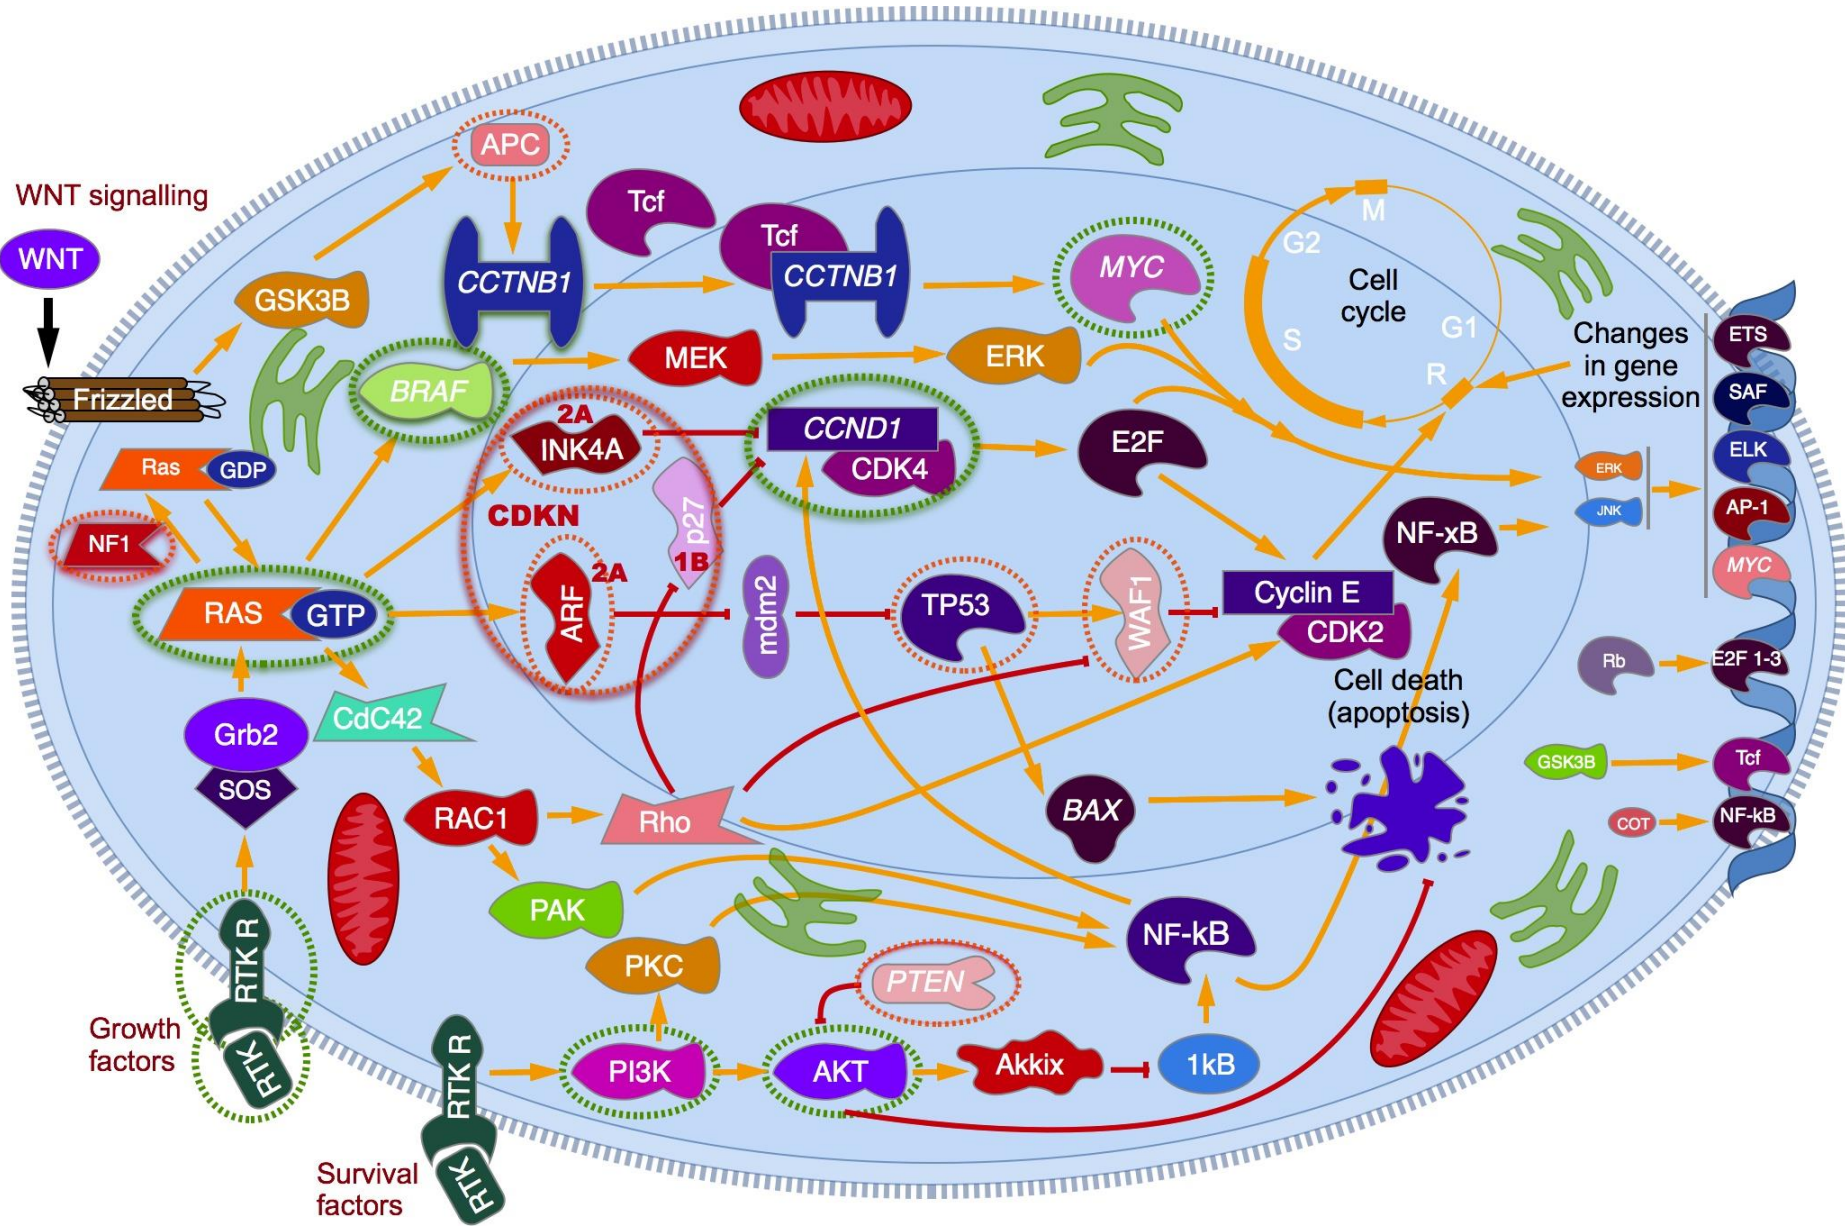 APC
WNT signalling
WNT
Tcf
Tcf
CCTNB1
CCTNB1
MYC
M
G2
Cell
cycle
S
G1
R
GSK3B
Changes
in gene
expression
ETS
SAF
ELK
AP-1
MYC
Frizzled
BRAF
MEK
ERK
2A
INK4A
CCND1
CDK4
E2F
Ras
GDP
ERK
JNK
NF1
CDKN
p27
1B
NF-xB
RAS
GTP
ARF
2A
mdm2
TP53
WAF1
Cyclin E
CDK2
Rb
E2F 1-3
Cell death
(apoptosis)
Grb2
SOS
CdC42
RAC1
Rho
BAX
GSK3B
Tcf
COT
NF-kB
PAK
PKC
NF-kB
PTEN
RTK R
RTK
Growth
factors
RTK R
RTK
PI3K
AKT
Akkix
1kB
Survival
factors